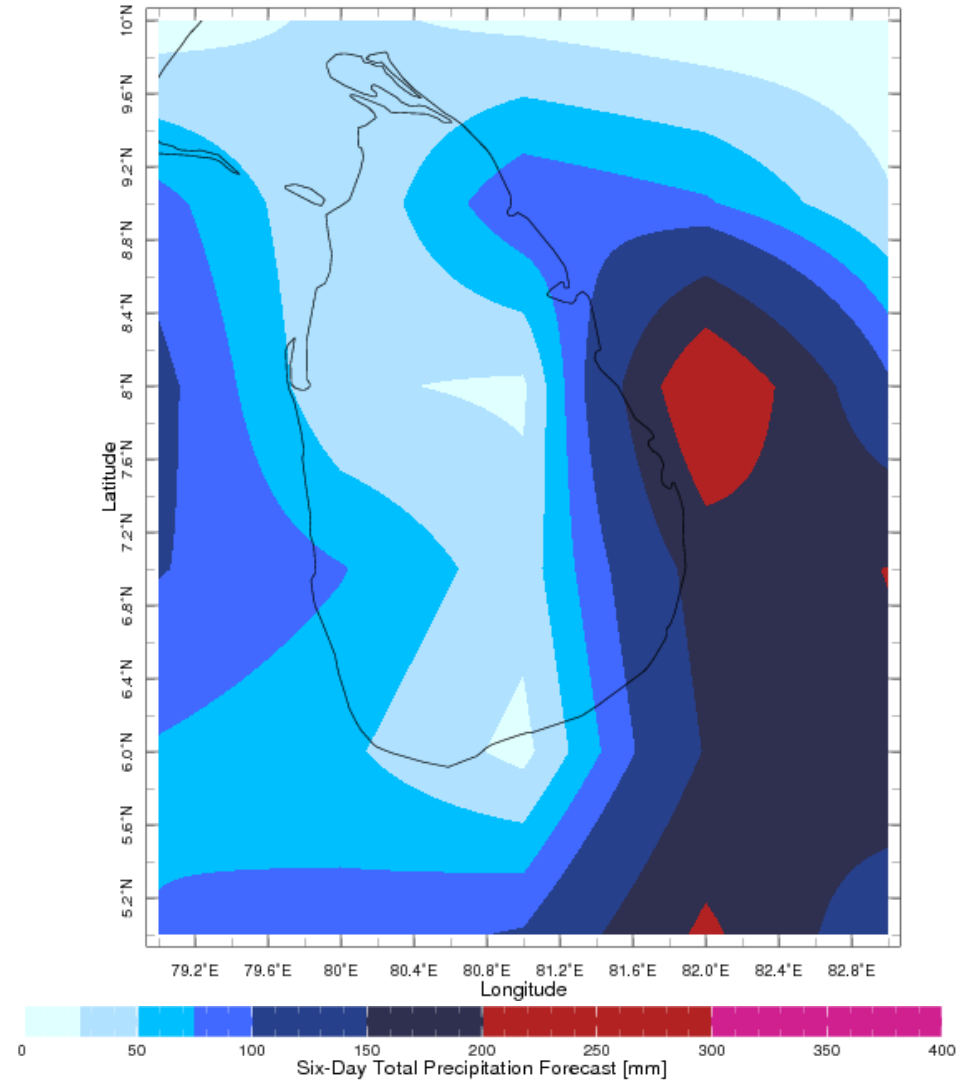 10°N
9.6°N
9.2°N
8.8°N
8.4°N
8°N
7.6°N
7.2°N
6.8°N
6.4°N
6.0°N
5.6°N
5.2°N
Latitude
79.2°E 79.6°E 80°E 80.4°E 80.8°E 81.2°E 81.6°E 82.0°E 82.4°E 82.8°E
Longitude
0 50 100 150 200 250 300 350 400
Six-Day Total Precipitation Forecast [mm]